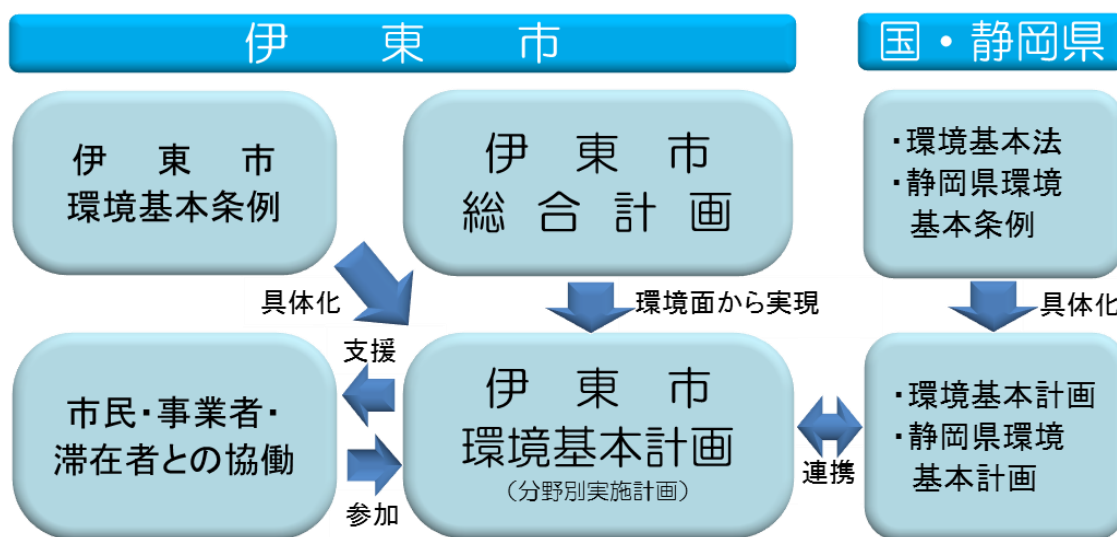 伊東市
国・静岡県
伊東市
環境基本条例
伊東市
総合計画
・環境基本法
・静岡県環境
基本条例
具体化
環境面から実現
具体化
支援
市民・事業者・
滞在者との協働
参加
伊東市
環境基本計画
（分野別実施計画）
連携
・環境基本計画
・静岡県環境
基本計画